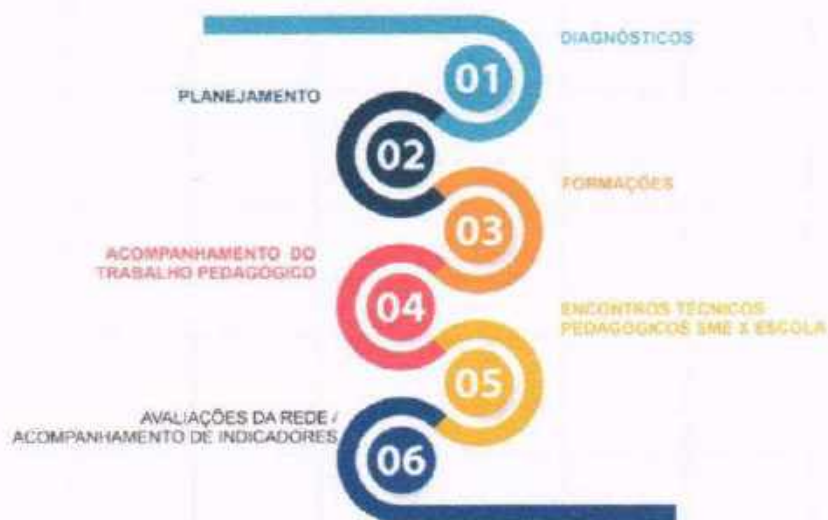 DIAGNÓSTICOS
01
PLANEJAMENTO
02
FORMAÇÕES
03
ACOMPANHAMENTO DO
TRABALHO PEDAGÓGICO
04
ENCONTROS TÉCNICOS
PEDAGÓGICOS SME X ESCOLA
05
AVALIAÇÕES DA REDE /
ACOMPANHAMENTO DE INDICADORES
06